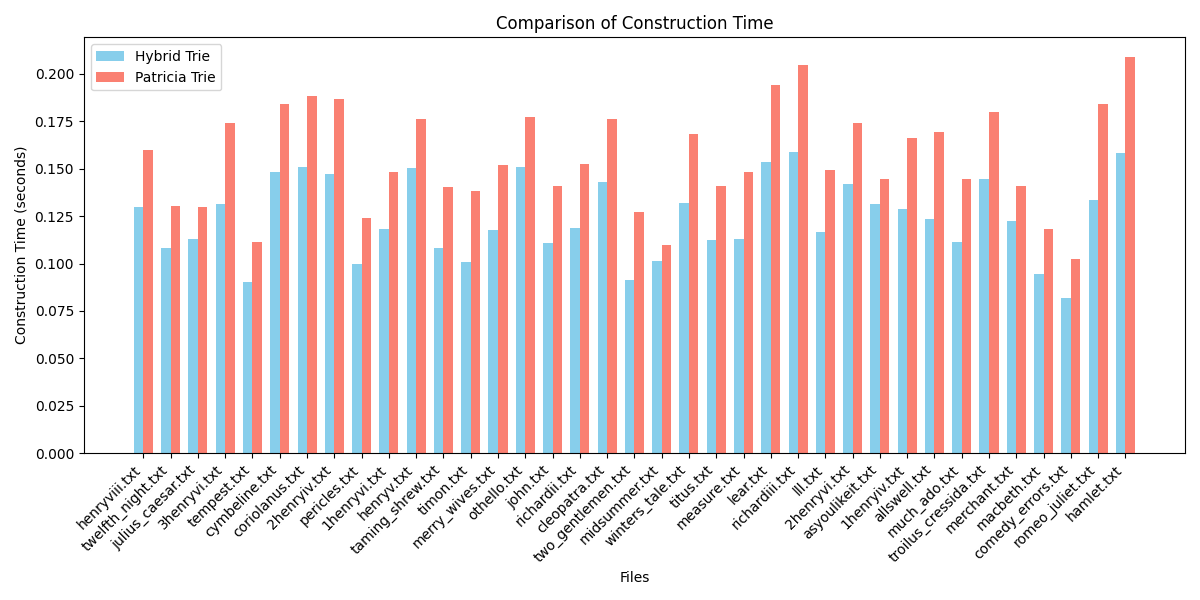 Comparison of Construction Time
Hybrid Trie
Patricia Trie
Construction Time (seconds)
0.200
0.175
0.150
0.125
0.100
0.075
0.050
0.025
0.000
henryviii.txt
twelfth_night.txt
julius_caesar.txt
3henryvi.txt
tempest.txt
cymbeline.txt
coriolanus.txt
2henryiv.txt
pericles.txt
1henryvi.txt
henryv.txt
taming_shrew.txt
timon.txt
merry_wives.txt
othello.txt
john.txt
richardii.txt
cleopatra.txt
two_gentlemen.txt
midsummer.txt
winters_tale.txt
titus.txt
measure.txt
lear.txt
richardiii.txt
lll.txt
2henryvi.txt
asyoulikeit.txt
1henryiv.txt
allswell.txt
much_ado.txt
troilus_cressida.txt
merchant.txt
macbeth.txt
comedy_errors.txt
romeo_juliet.txt
hamlet.txt
Files